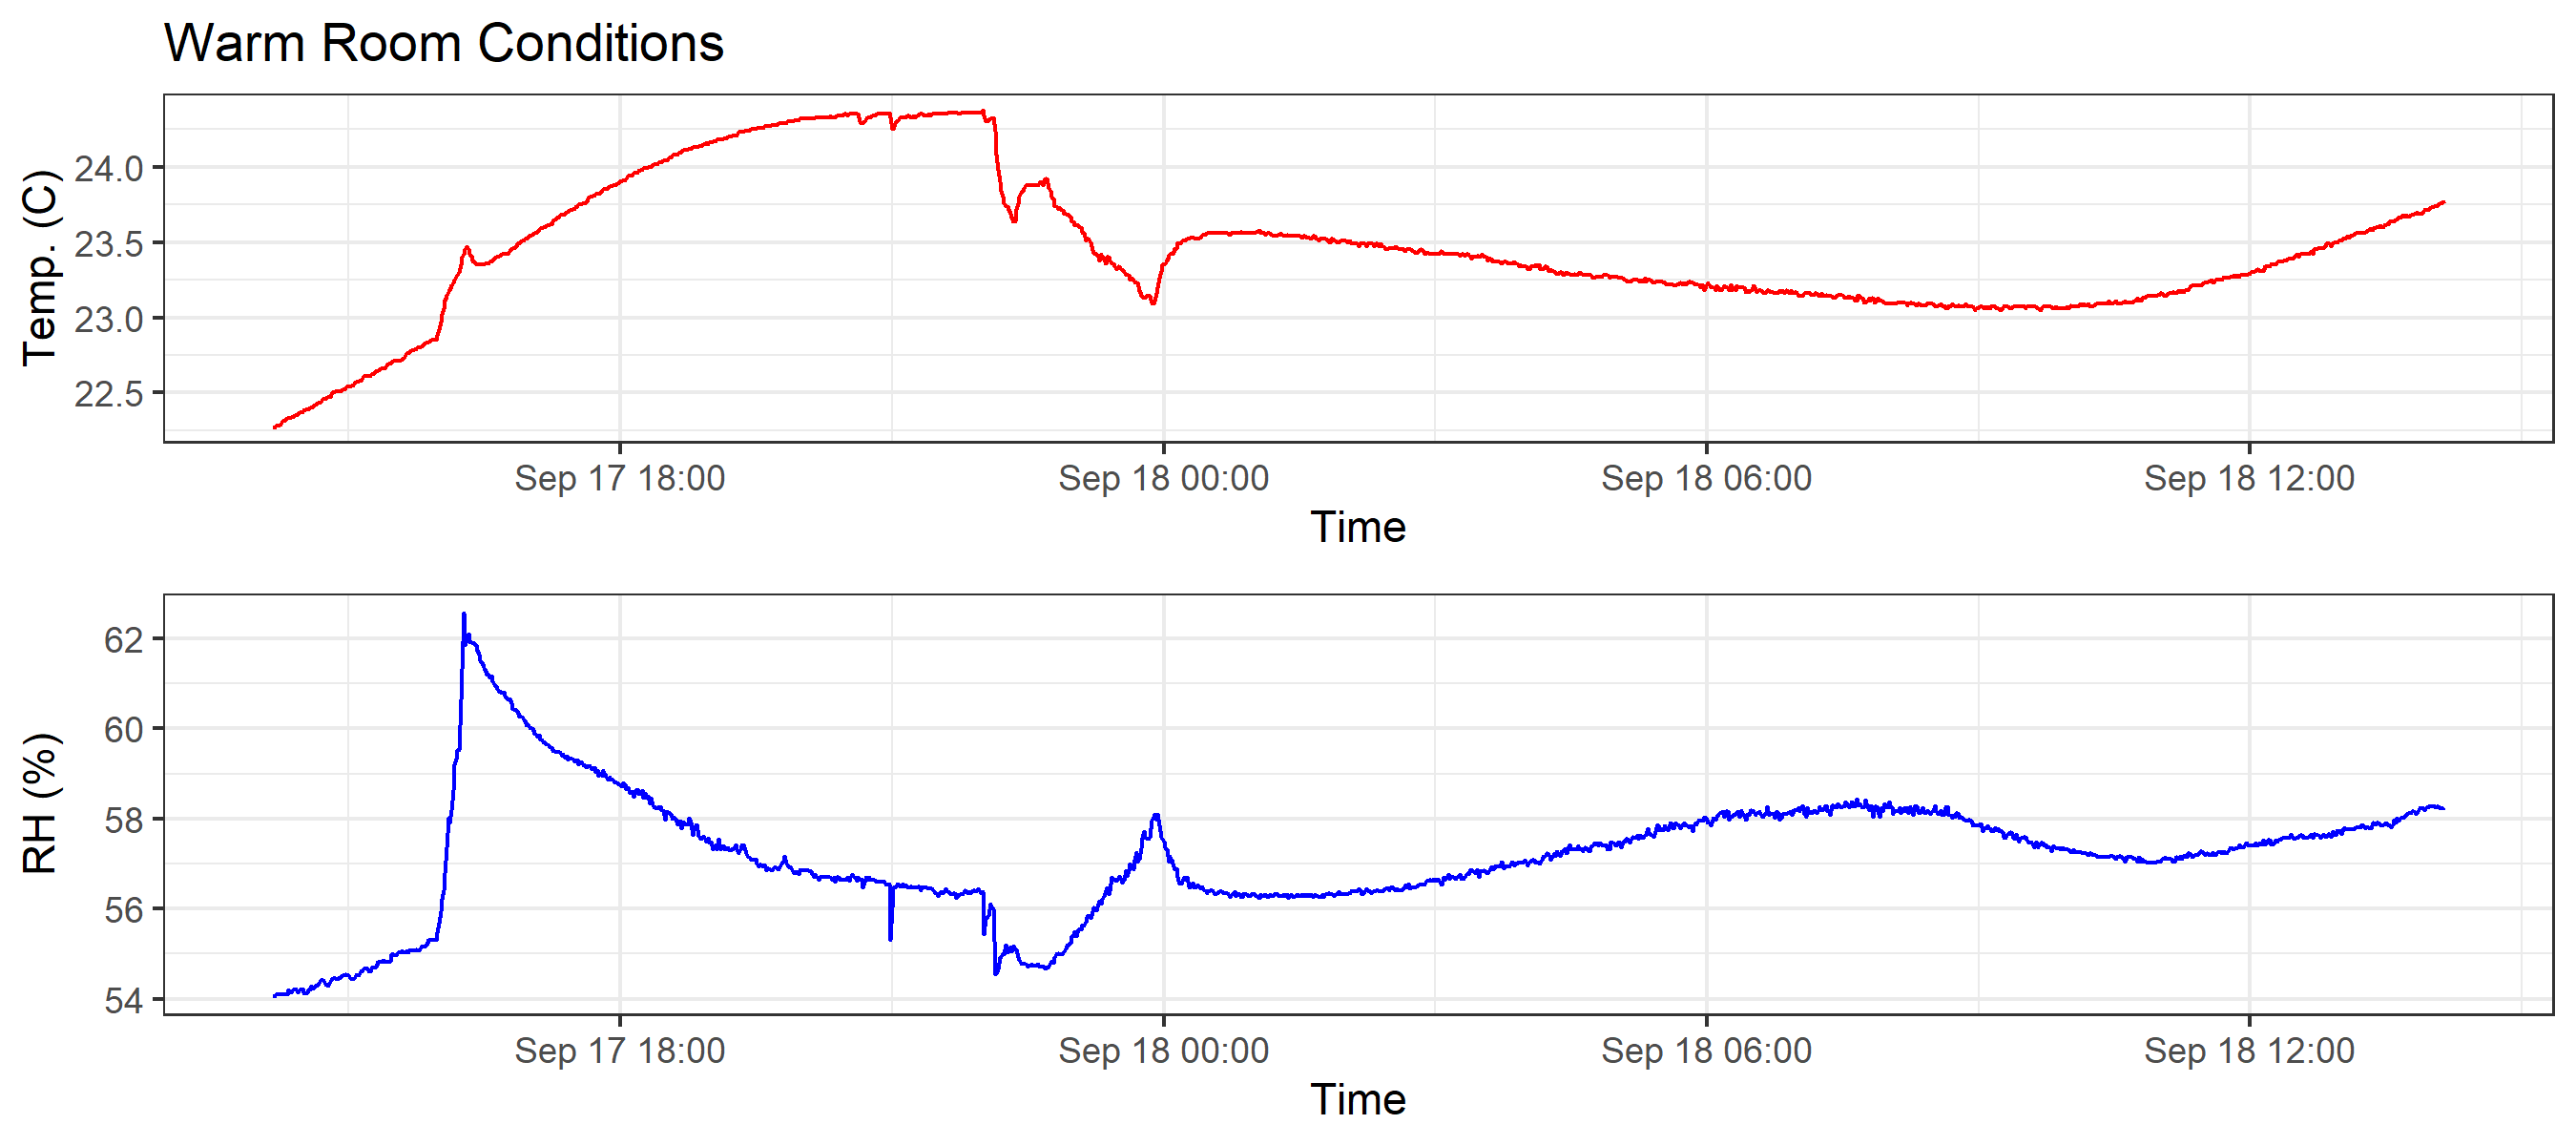 Warm Room Conditions
Temp. (C)
24.0
23.5
23.0
22.5
Sep 17 18:00 Sep 18 00:00 Sep 18 06:00 Sep 18 12:00
Time
RH (%)
62
60
58
56
54
Sep 17 18:00 Sep 18 00:00 Sep 18 06:00 Sep 18 12:00
Time